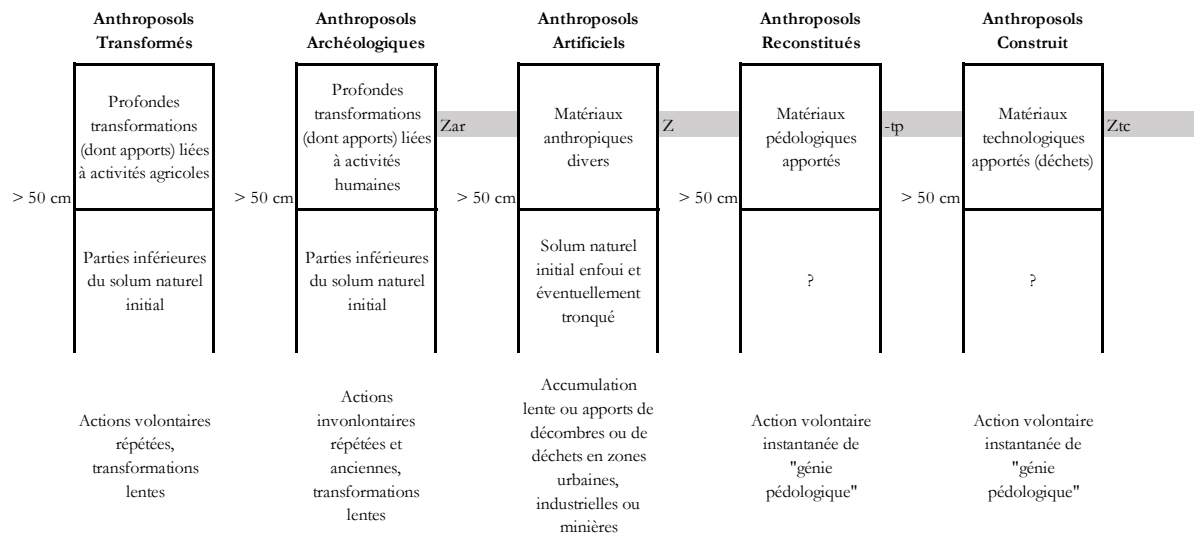 Anthroposols
Transformés
Anthroposols
Archéologiques
Anthroposols
Artificiels
Anthroposols
Reconstitués
Anthroposols
Construit
Profondes
transformations
(dont apports) liées
à activités agricoles
> 50 cm
Parties inférieures
du solum naturel
initial
Actions volontaires
répétées,
transformations
lentes
Profondes
transformations
(dont apports) liées
à activités
humaines
Zar
> 50 cm
Parties inférieures
du solum naturel
initial
Actions
invonlontaires
répétées et
anciennes,
transformations
lentes
Matériaux
anthropiques
divers
Z
> 50 cm
Solum naturel
initial enfoui et
éventuellement
tronqué
Accumulation
lente ou apports de
décombres ou de
déchets en zones
urbaines,
industrielles ou
minières
Matériaux
pédologiques
apportés
-tp
> 50 cm
?
Action volontaire
instantanée de
"génie
pédologique"
Matériaux
technologiques
apportés (déchets)
Ztc
> 50 cm
?
Action volontaire
instantanée de
"génie
pédologique"